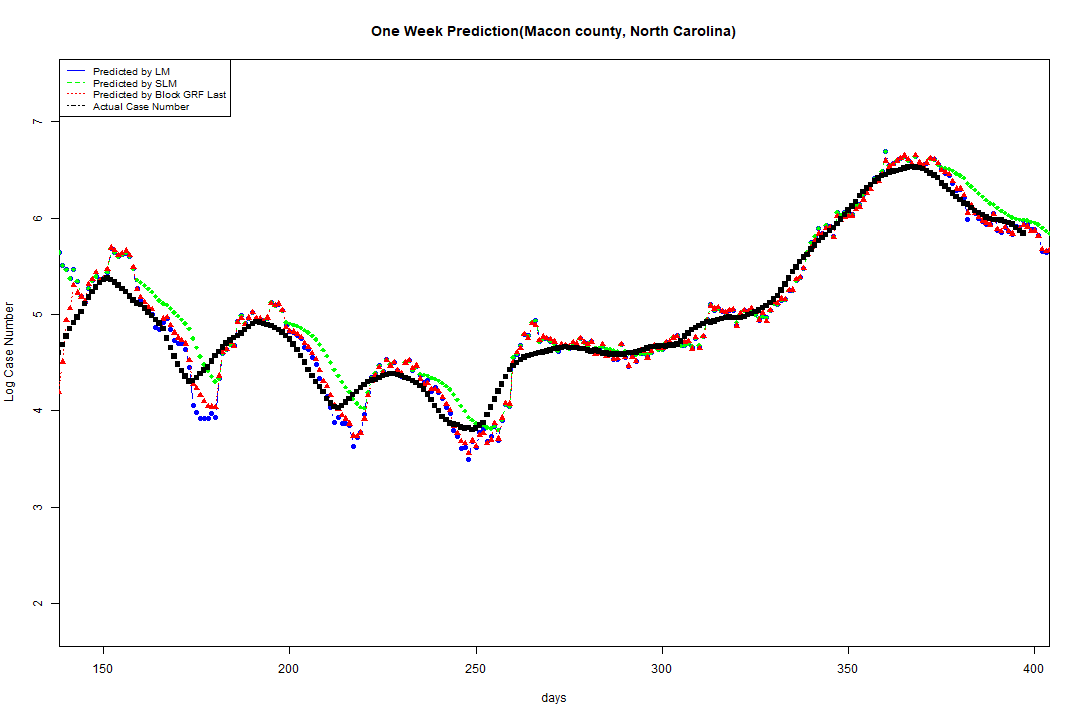 One Week Prediction(Macon county, North Carolina)
Predicted by LM
Predicted by SLM
Predicted by Block GRF Last
Actual Case Number
7
6
5
4
3
2
Log Case Number
150 200 250 300 350 400
days